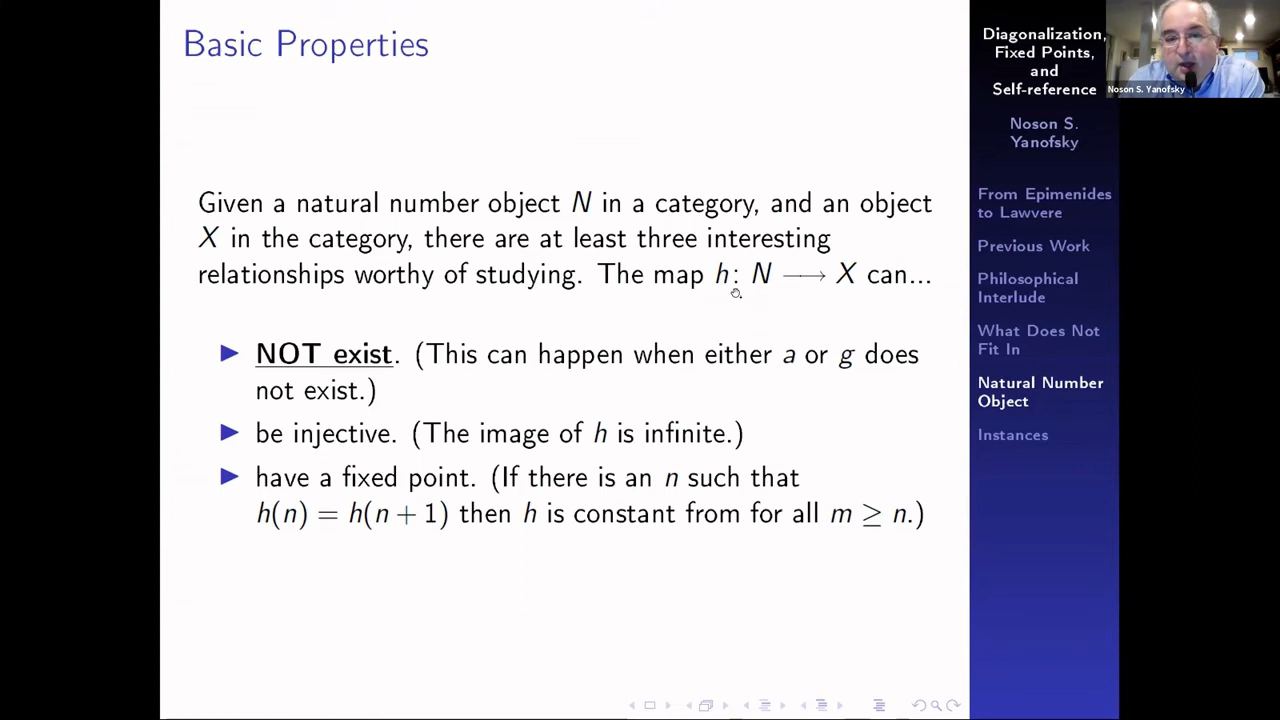 Basic Properties
Given a natural number object N in a category, and an object
X in the category, there are at least three interesting
relationships worthy of studying. The map h: N ⟶ X can...
▶ NOT exist. (This can happen when either a or g does
not exist.)
▶ be injective. (The image of h is infinite.)
▶ have a fixed point. (If there is an n such that
h(n) = h(n + 1) then h is constant from for all m ≥ n.)
Diagonalization,
Fixed Points,
and
Self-reference
Noson S.
Yanofsky
From Epimenides
to Lawvere
Previous Work
Philosophical
Interlude
What Does Not
Fit In
Natural Number
Object
Instances
Noson S. Yanofsky